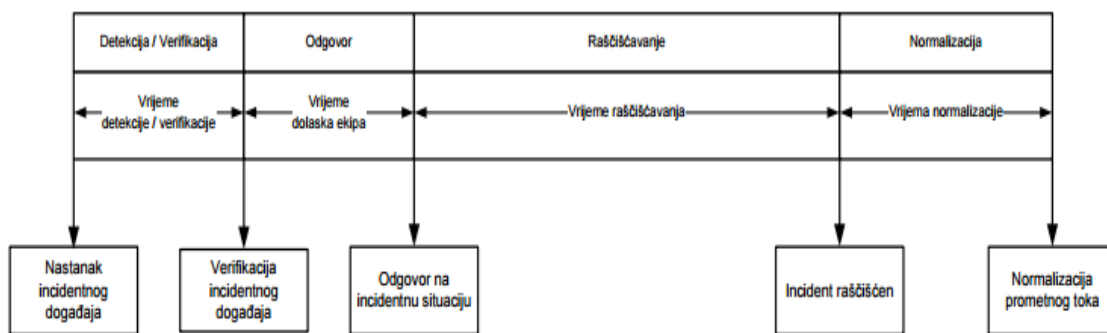 Detekcija / Verifikacija
Odgovor
Raščišćavanje
Normalizacija
Vrijeme
detekcije / verifikacije
Vrijeme
dolaska ekipa
Vrijeme raščišćavanja
Vrijema normalizacije
Nastanak
incidentnog
događaja
Verifikacija
incidentnog
događaja
Odgovor na
incidentnu situaciju
Incident raščišćen
Normalizacija
prometnog toka